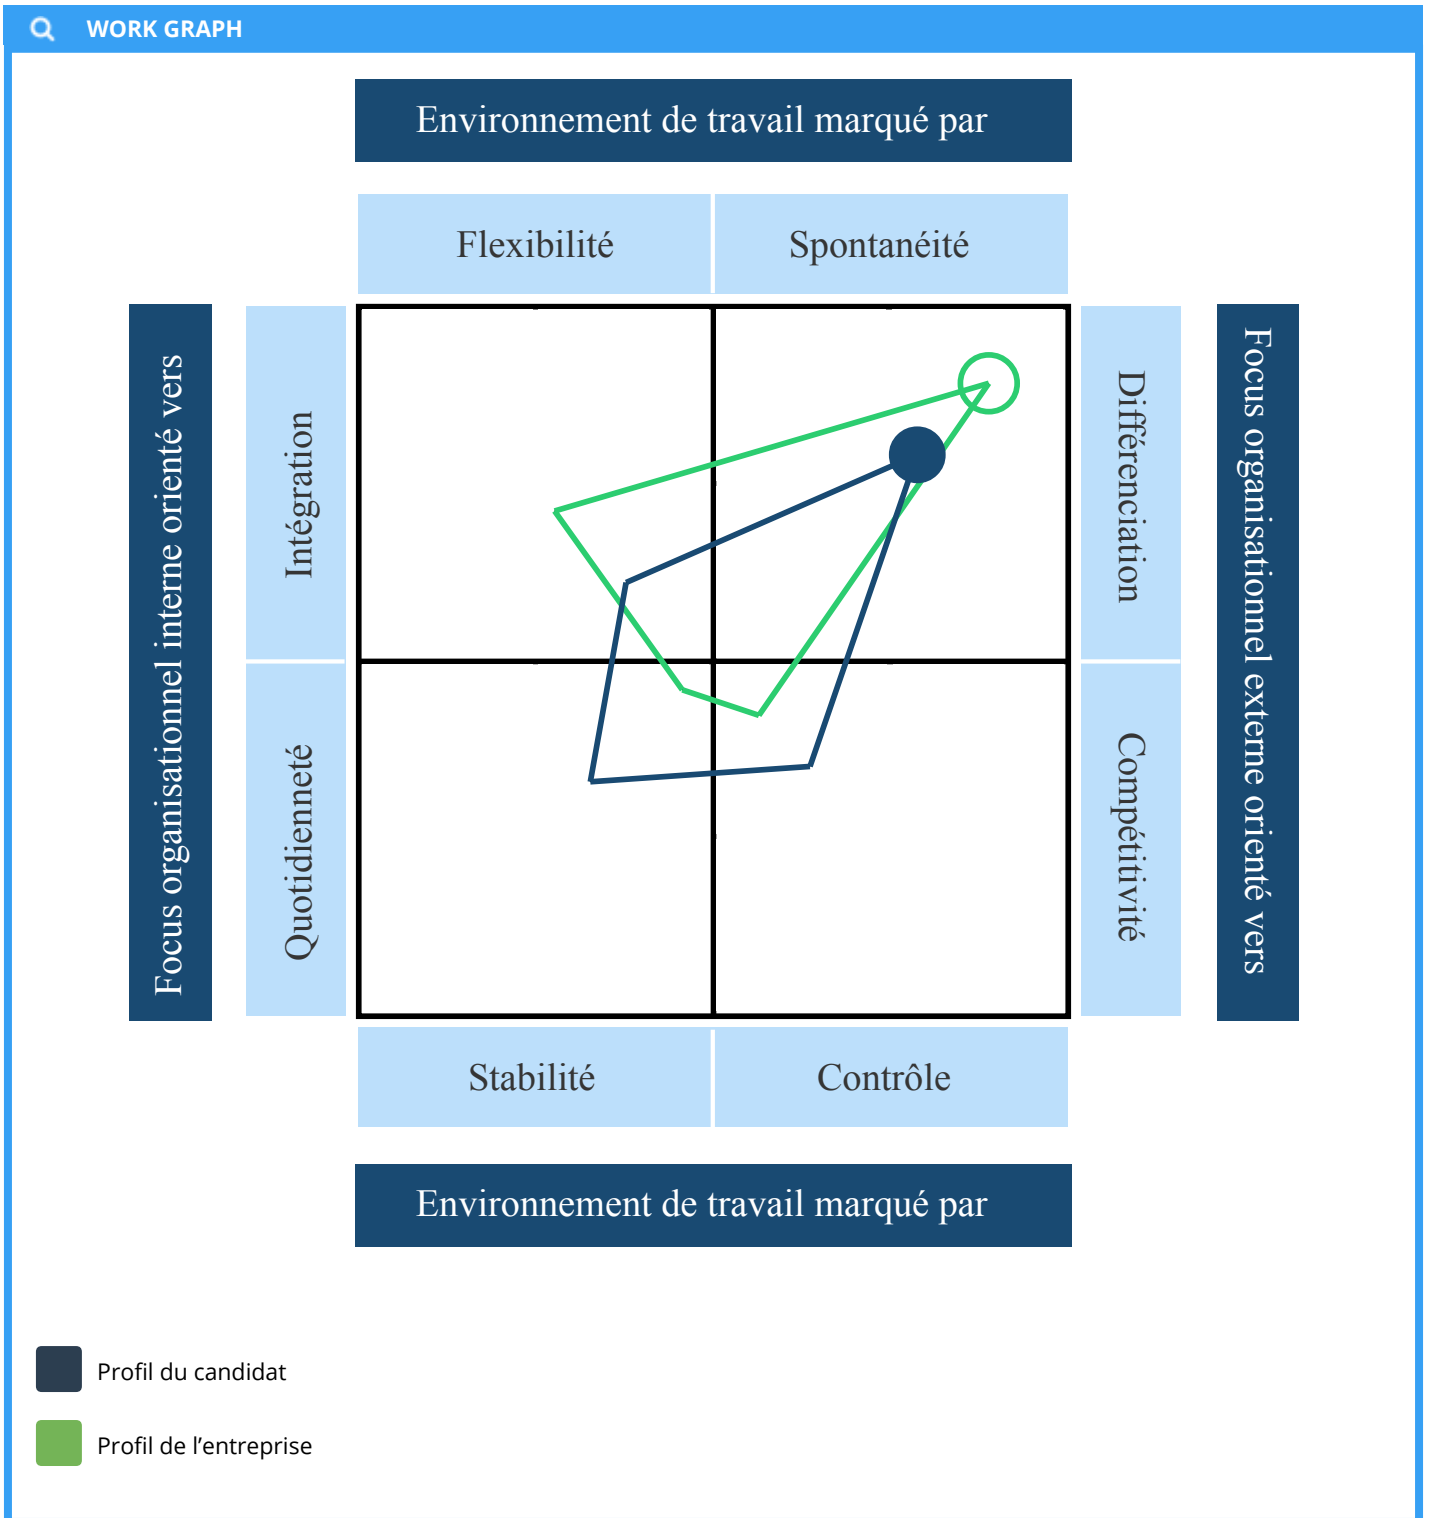 WORK GRAPH
Environnement de travail marqué par
Flexibilité
Spontanéité
Focus organisationnel interne orienté vers
Intégration
Quotidienneté
Différenciation
Compétitivité
Focus organisationnel externe orienté vers
Stabilité
Contrôle
Environnement de travail marqué par
Profil du candidat
Profil de l’entreprise